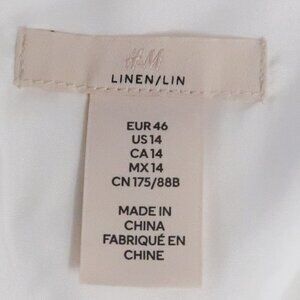 H&M
LINEN/LIN
EUR 46
US 14
CA 14
MX 14
CN 175/88B
MADE IN
CHINA
FABRIQUÉ EN
CHINE